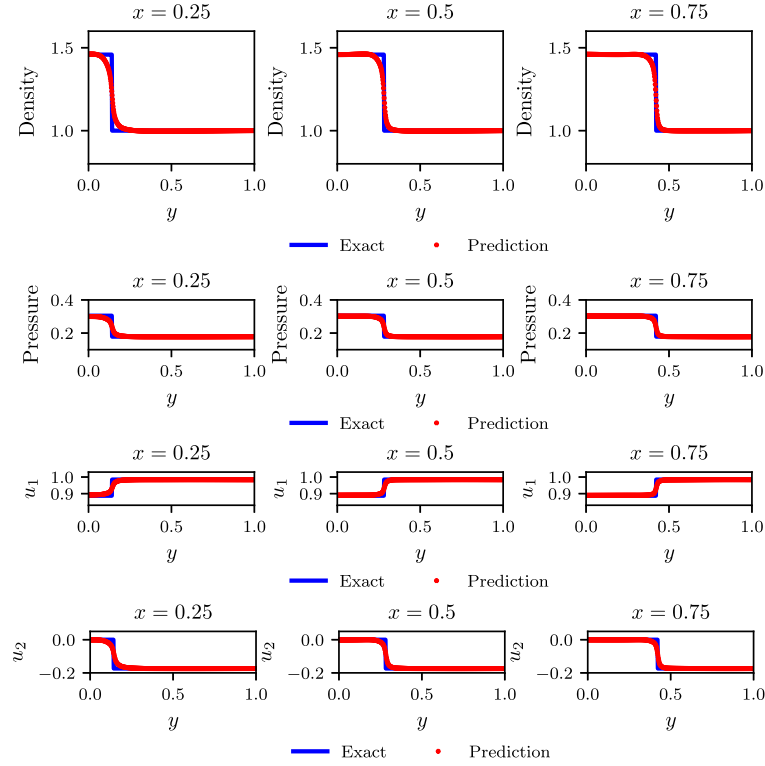 x = 0.25 x = 0.5 x = 0.75
Density 1.5 1.0 Density 1.5 1.0 Density 1.5 1.0
0.0 0.5 1.0 0.0 0.5 1.0 0.0 0.5 1.0
y y y
Exact Prediction
x = 0.25 x = 0.5 x = 0.75
Pressure 0.4 0.2 Pressure 0.4 0.2 Pressure 0.4 0.2
0.0 0.5 1.0 0.0 0.5 1.0 0.0 0.5 1.0
y y y
Exact Prediction
x = 0.25 x = 0.5 x = 0.75
u₁ 1.0 0.9 u₁ 1.0 0.9 u₁ 1.0 0.9
0.0 0.5 1.0 0.0 0.5 1.0 0.0 0.5 1.0
y y y
Exact Prediction
x = 0.25 x = 0.5 x = 0.75
u₂ 0.0 −0.2 u₂ 0.0 −0.2 u₂ 0.0 −0.2
0.0 0.5 1.0 0.0 0.5 1.0 0.0 0.5 1.0
y y y
Exact Prediction